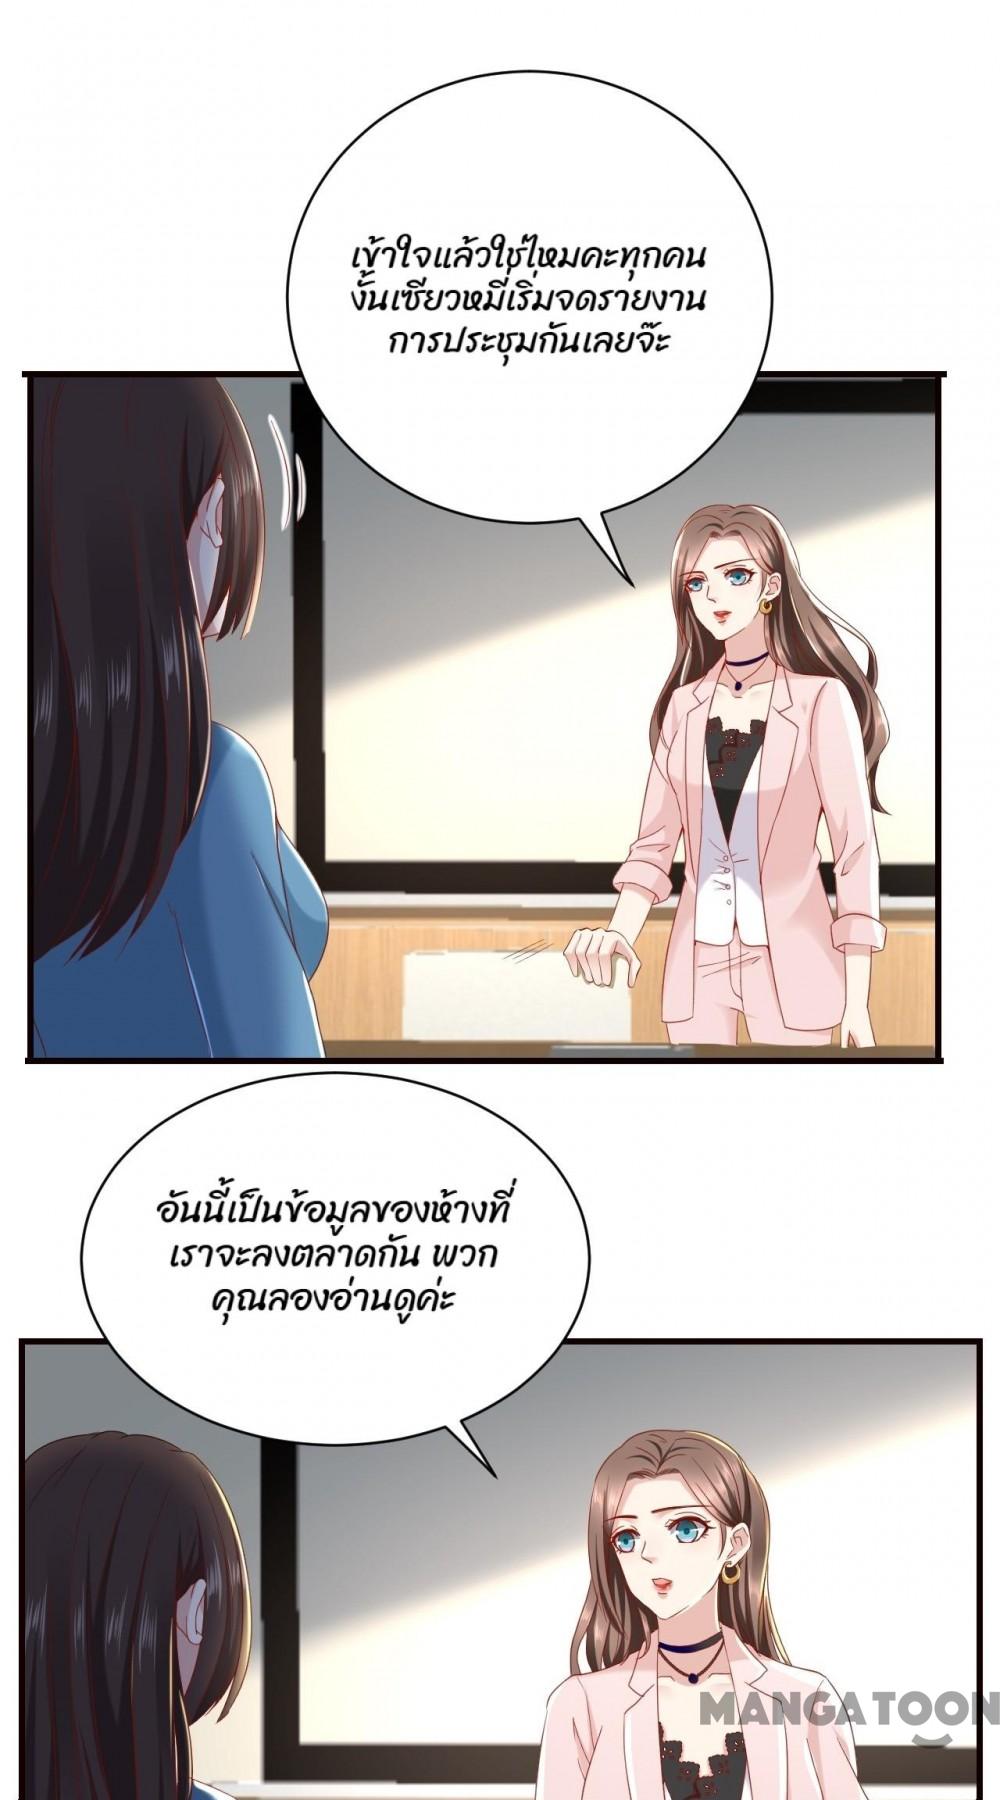 เข้าใจแล้วใช่ไหมคะทุกคน
งั้นเซียวหมี่เริ่มจดรายงาน
การประชุมกันเลยจ๊ะ
อันนี้เป็นข้อมูลของห้างที่
เราจะลงตลาดกัน พวก
คุณลองอ่านดูค่ะ
MANGATOON